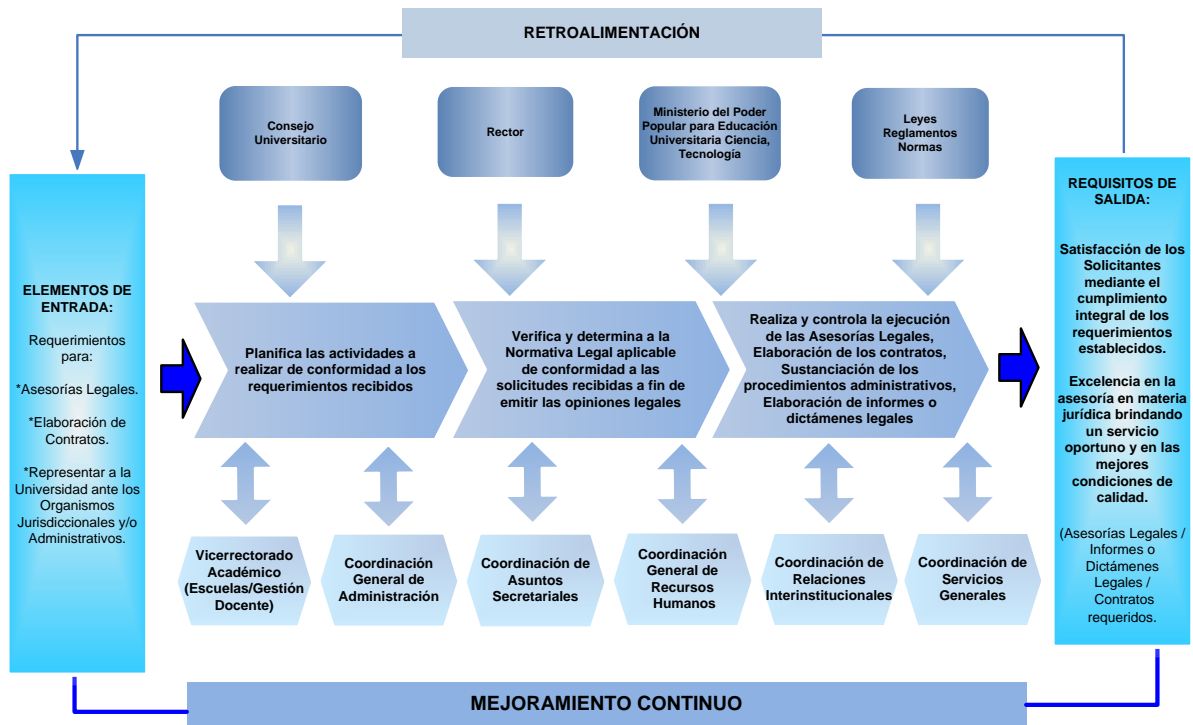 RETROALIMENTACIÓN
Consejo
Universitario
Rector
Ministerio del Poder
Popular para Educación
Universitaria Ciencia,
Tecnología
Leyes
Reglamentos
Normas
ELEMENTOS DE
ENTRADA:
Requerimientos
para:
*Asesorías Legales.
*Elaboración de
Contratos.
*Representar a la
Universidad ante los
Organismos
Jurisdiccionales y/o
Administrativos.
Planifica las actividades a
realizar de conformidad a los
requerimientos recibidos
Verifica y determina a la
Normativa Legal aplicable
de conformidad a las
solicitudes recibidas a fin de
emitir las opiniones legales
Realiza y controla la ejecución
de las Asesorías Legales,
Elaboración de los contratos,
Sustanciación de los
procedimientos administrativos,
Elaboración de informes o
dictámenes legales
REQUISITOS DE
SALIDA:
Satisfacción de los
Solicitantes
mediante el
cumplimiento
integral de los
requerimientos
establecidos.
Excelencia en la
asesoría en materia
jurídica brindando
un servicio
oportuno y en las
mejores
condiciones de
calidad.
(Asesorías Legales /
Informes o
Dictámenes
Legales /
Contratos
requeridos.
Vicerrectorado
Académico
(Escuelas/Gestión
Docente)
Coordinación
General de
Administración
Coordinación de
Asuntos
Secretariales
Coordinación
General de
Recursos
Humanos
Coordinación
de Relaciones
Interinstitucionales
Coordinación de
Servicios
Generales
MEJORAMIENTO CONTINUO